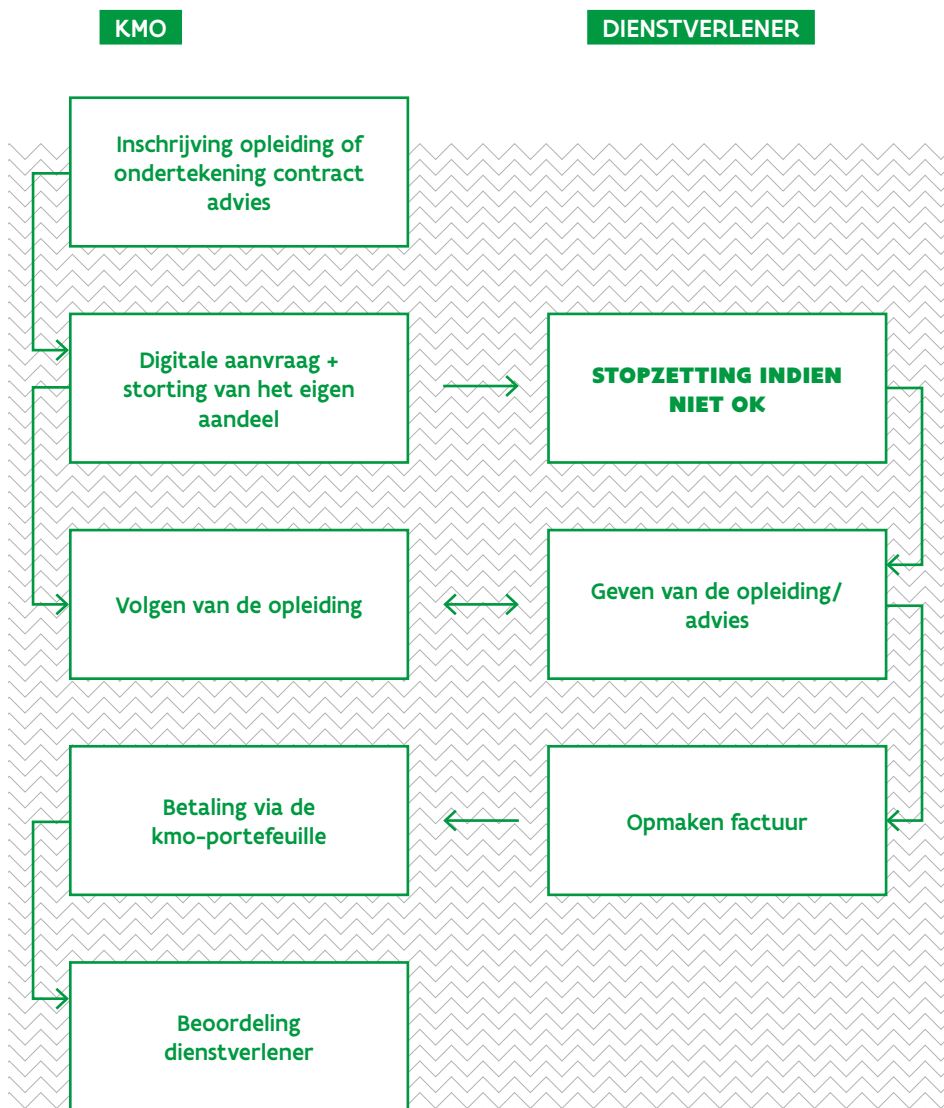 KMO
DIENSTVERLENER
Inschrijving opleiding of
ondertekening contract
advies
Digitale aanvraag +
storting van het eigen
aandeel
STOPZETTING INDIEN
NIET OK
Volgen van de opleiding
Geven van de opleiding/
advies
Betaling via de
kmo-portefeuille
Opmaken factuur
Beoordeling
dienstverlener